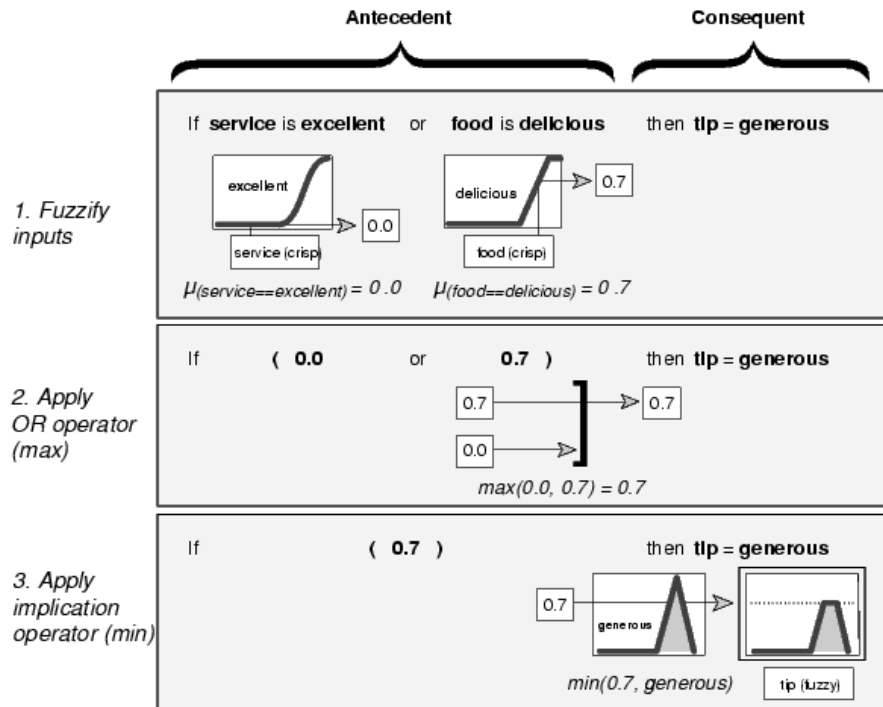 Antecedent Consequent
If service is excellent or food is delicious then tip = generous
excellent
delicious
0.7
0.0
1. Fuzzify
inputs
service (crisp)
food (crisp)
μ(service==excellent) = 0.0 μ(food==delicious) = 0.7
If ( 0.0 or 0.7 ) then tip = generous
2. Apply
OR operator
(max)
0.7 0.7
0.0
max(0.0, 0.7) = 0.7
If ( 0.7 ) then tip = generous
3. Apply
implication
operator (min)
0.7
generous
min(0.7, generous)
tip (fuzzy)